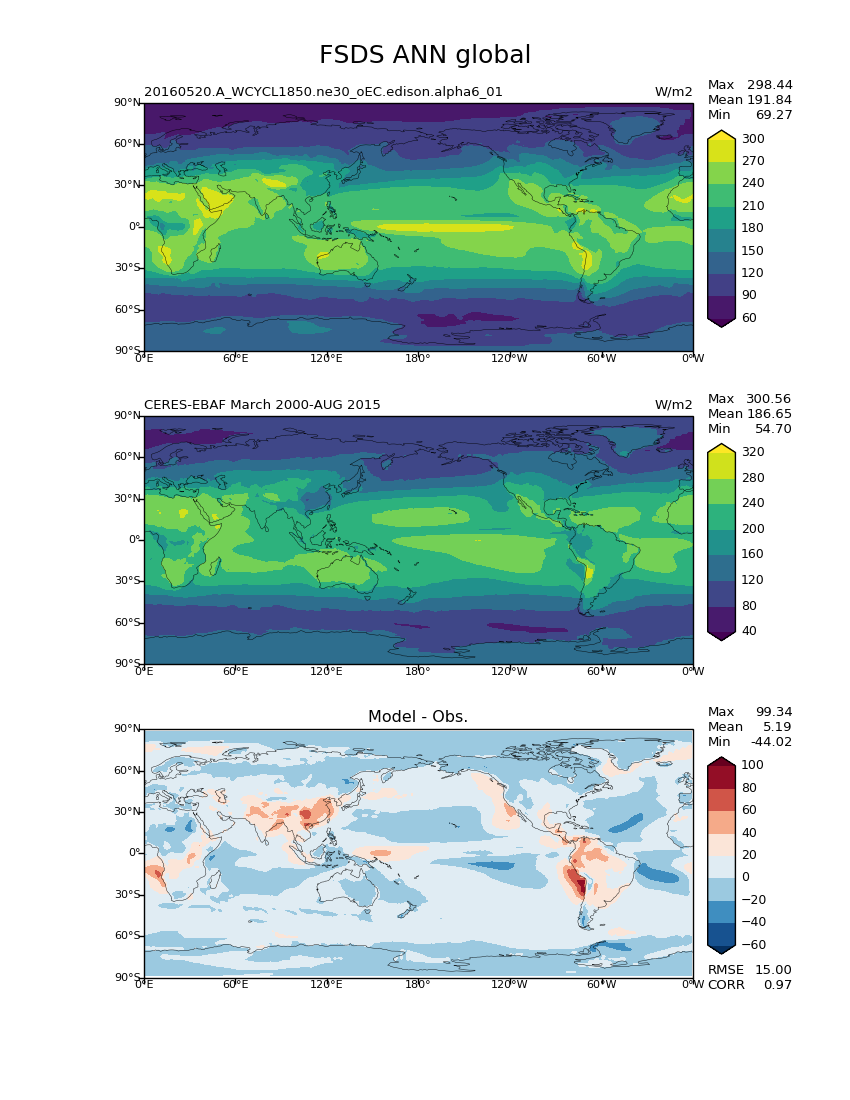 FSDS ANN global
20160520.A_WCYCL1850.ne30_oEC.edison.alpha6_01 W/m2
Max 298.44
Mean 191.84
Min 69.27
90°N
60°N
30°N
0°
30°S
60°S
90°S
0°E 60°E 120°E 180° 120°W 60°W 0°W
300
270
240
210
180
150
120
90
60
CERES-EBAF March 2000-AUG 2015 W/m2
Max 300.56
Mean 186.65
Min 54.70
90°N
60°N
30°N
0°
30°S
60°S
90°S
0°E 60°E 120°E 180° 120°W 60°W 0°W
320
280
240
200
160
120
80
40
Model - Obs.
Max 99.34
Mean 5.19
Min -44.02
90°N
60°N
30°N
0°
30°S
60°S
90°S
0°E 60°E 120°E 180° 120°W 60°W 0°W
100
80
60
40
20
0
−20
−40
−60
RMSE 15.00
CORR 0.97